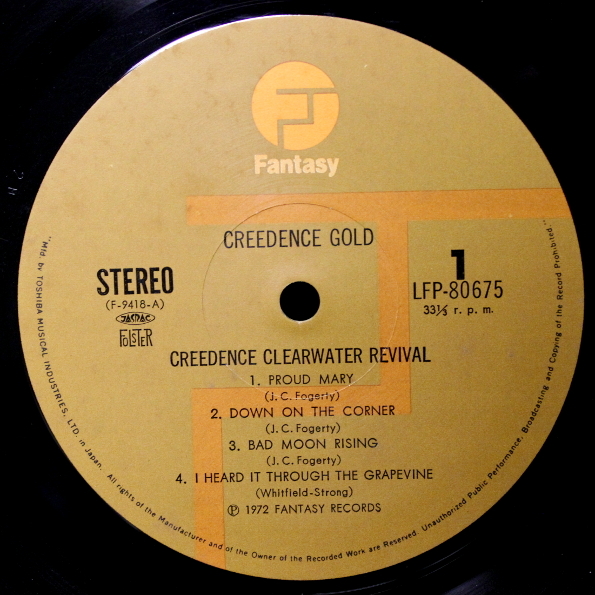 Fantasy
CREEDENCE GOLD
STEREO
(F-9418-A)
JASRAC
FOLSTER
1
LFP-80675
33⅓ r. p. m.
CREEDENCE CLEARWATER REVIVAL
1. PROUD MARY
(J. C. Fogerty)
2. DOWN ON THE CORNER
(J. C. Fogerty)
3. BAD MOON RISING
(J. C. Fogerty)
4. I HEARD IT THROUGH THE GRAPEVINE
(Whitfield-Strong)
Ⓟ 1972 FANTASY RECORDS
"Mfd. by TOSHIBA MUSICAL INDUSTRIES, LTD. in Japan. All rights of the Manufacturer and of the Owner of the Recorded Work are Reserved. Unauthorized Public Performance, Broadcasting and Copying of the Record Prohibited."